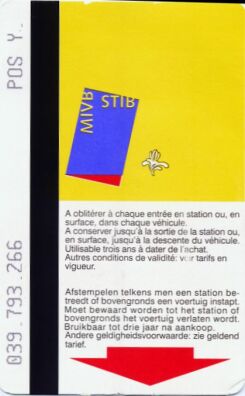 POS Y.
039.793.266
MIVB
STIB
A oblitérer à chaque entrée en station ou, en
surface, dans chaque véhicule.
A conserver jusqu'à la sortie de la station ou,
en surface, jusqu'à la descente du véhicule.
Utilisable trois ans à dater de l'achat.
Autres conditions de validité: voir tarifs en
vigueur.
Afstempelen telkens men een station be-
treedt of bovengronds een voertuig instapt.
Moet bewaard worden tot het station of
bovengronds het voertuig verlaten wordt.
Bruikbaar tot drie jaar na aankoop.
Andere geldigheidsvoorwaarde: zie geldend
tarief.